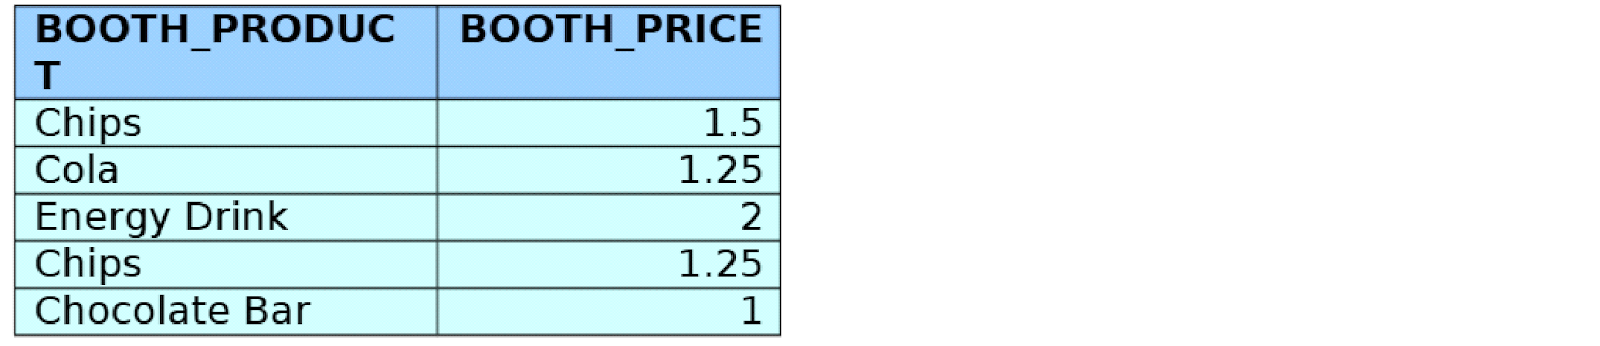 BOOTH_PRODUC BOOTH_PRICE
T
Chips 1.5
Cola 1.25
Energy Drink 2
Chips 1.25
Chocolate Bar 1